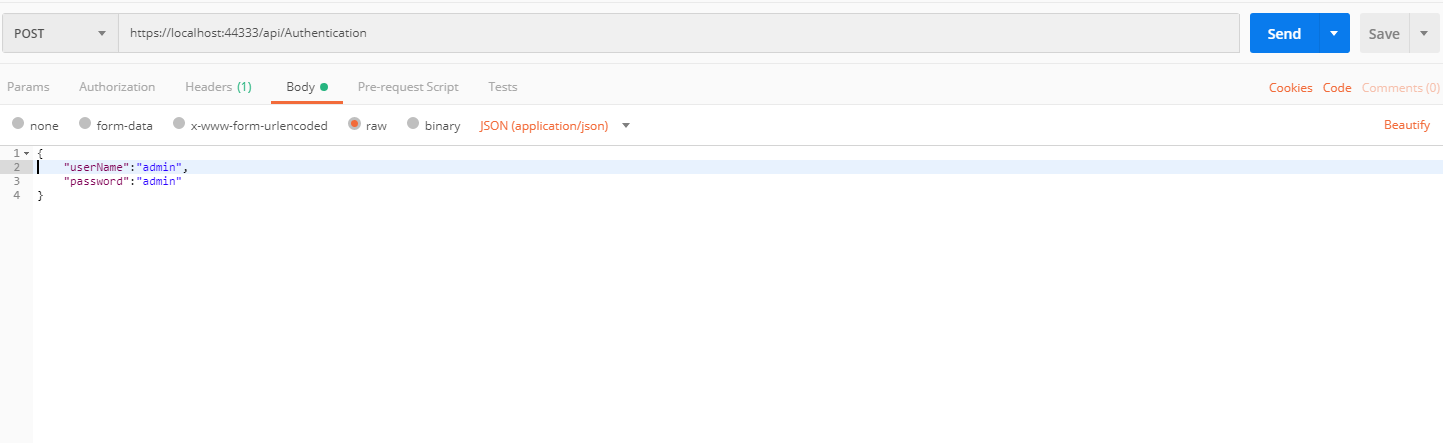 POST https://localhost:44333/api/Authentication Send Save
Params Authorization Headers (1) Body Pre-request Script Tests Cookies Code Comments (0)
none form-data x-www-form-urlencoded raw binary JSON (application/json) Beautify
1 {
2 "userName":"admin",
3 "password":"admin"
4 }